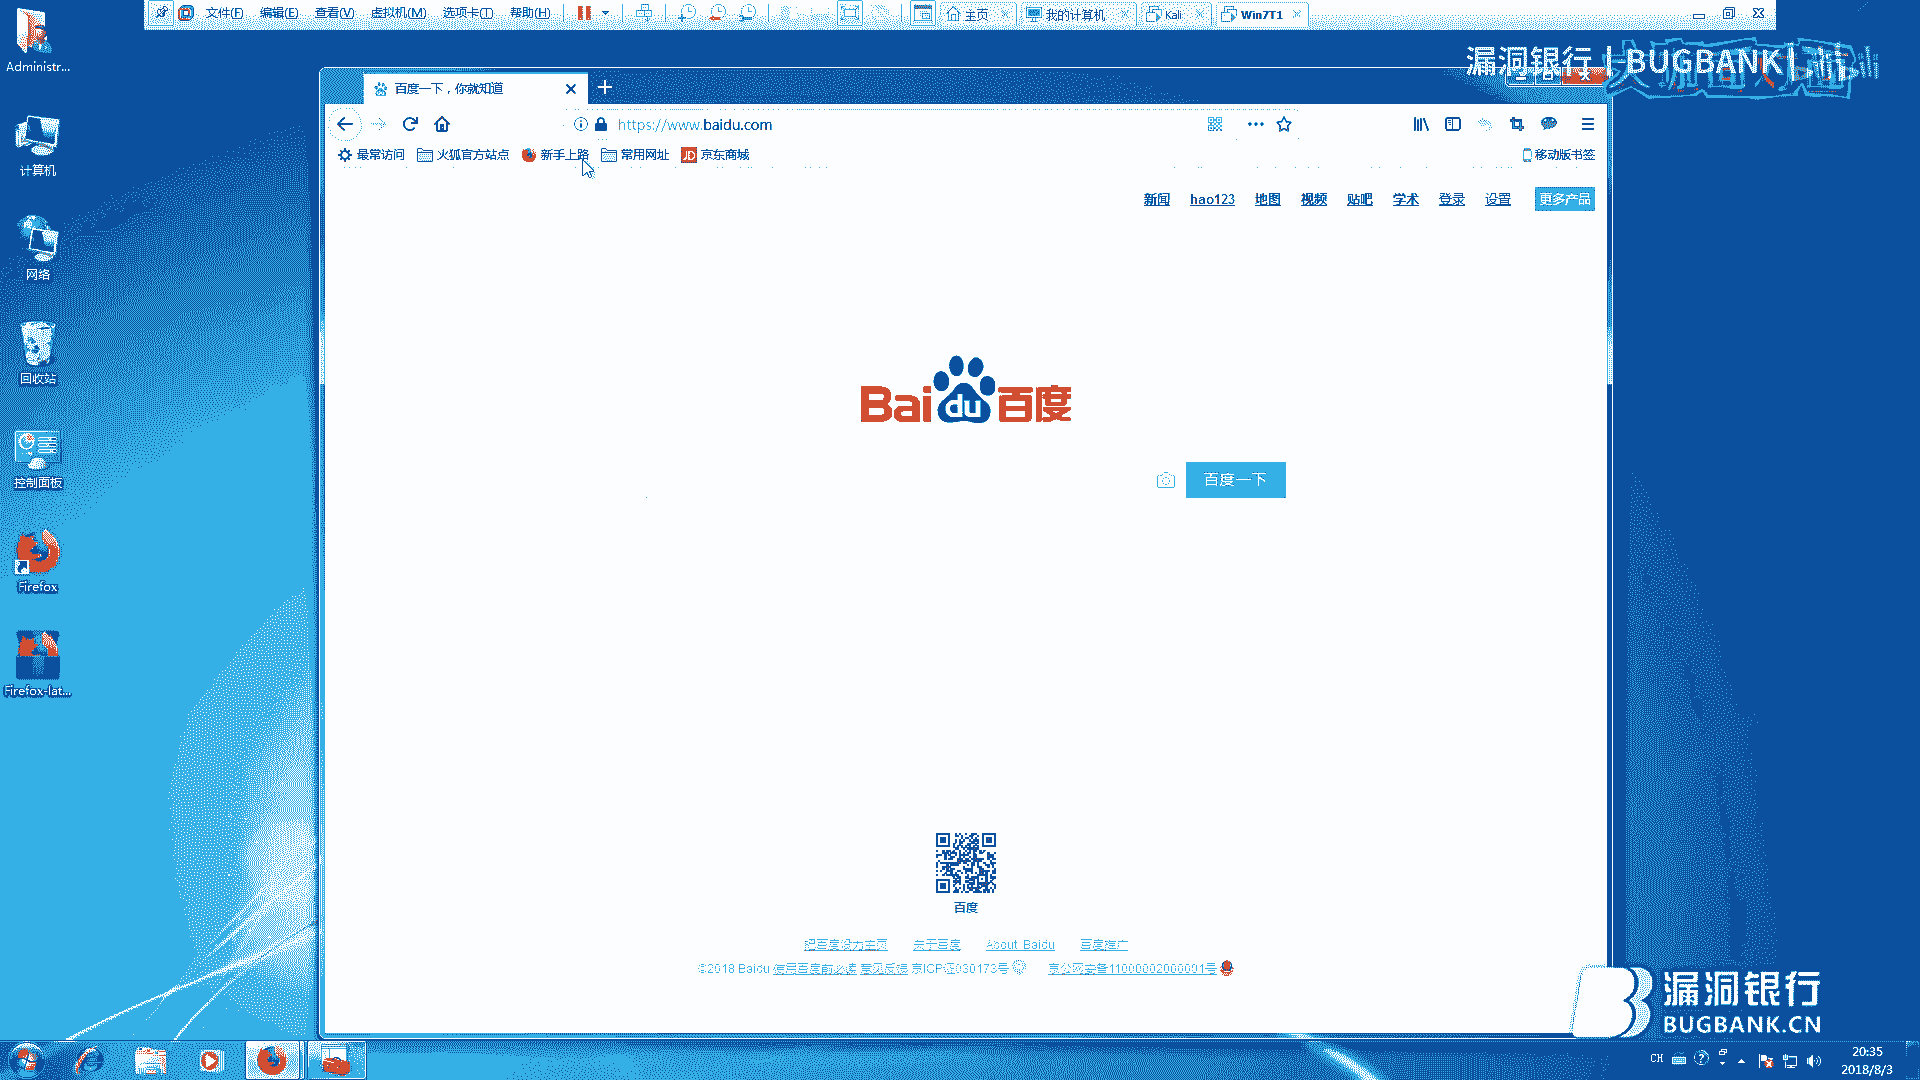 文件(F) 编辑(E) 查看(V) 虚拟机(M) 选项卡(T) 帮助(H) 主页 我的计算机 Kali Win7T1
Administr...
漏洞银行 | BUGBANK
百度一下，你就知道
https://www.baidu.com
最常访问 火狐官方站点 新手上路 常用网址 JD 京东商城 移动版书签
计算机
新闻 hao123 地图 视频 贴吧 学术 登录 设置 更多产品
网络
回收站
Bai du 百度
百度一下
控制面板
Firefox
Firefox-lat...
百度
把百度设为主页 关于百度 About Baidu 百度推广
©2018 Baidu 使用百度前必读 意见反馈 京ICP证030173号 京公网安备11000002000001号
漏洞银行
BUGBANK.CN
CH 20:35
2018/8/3